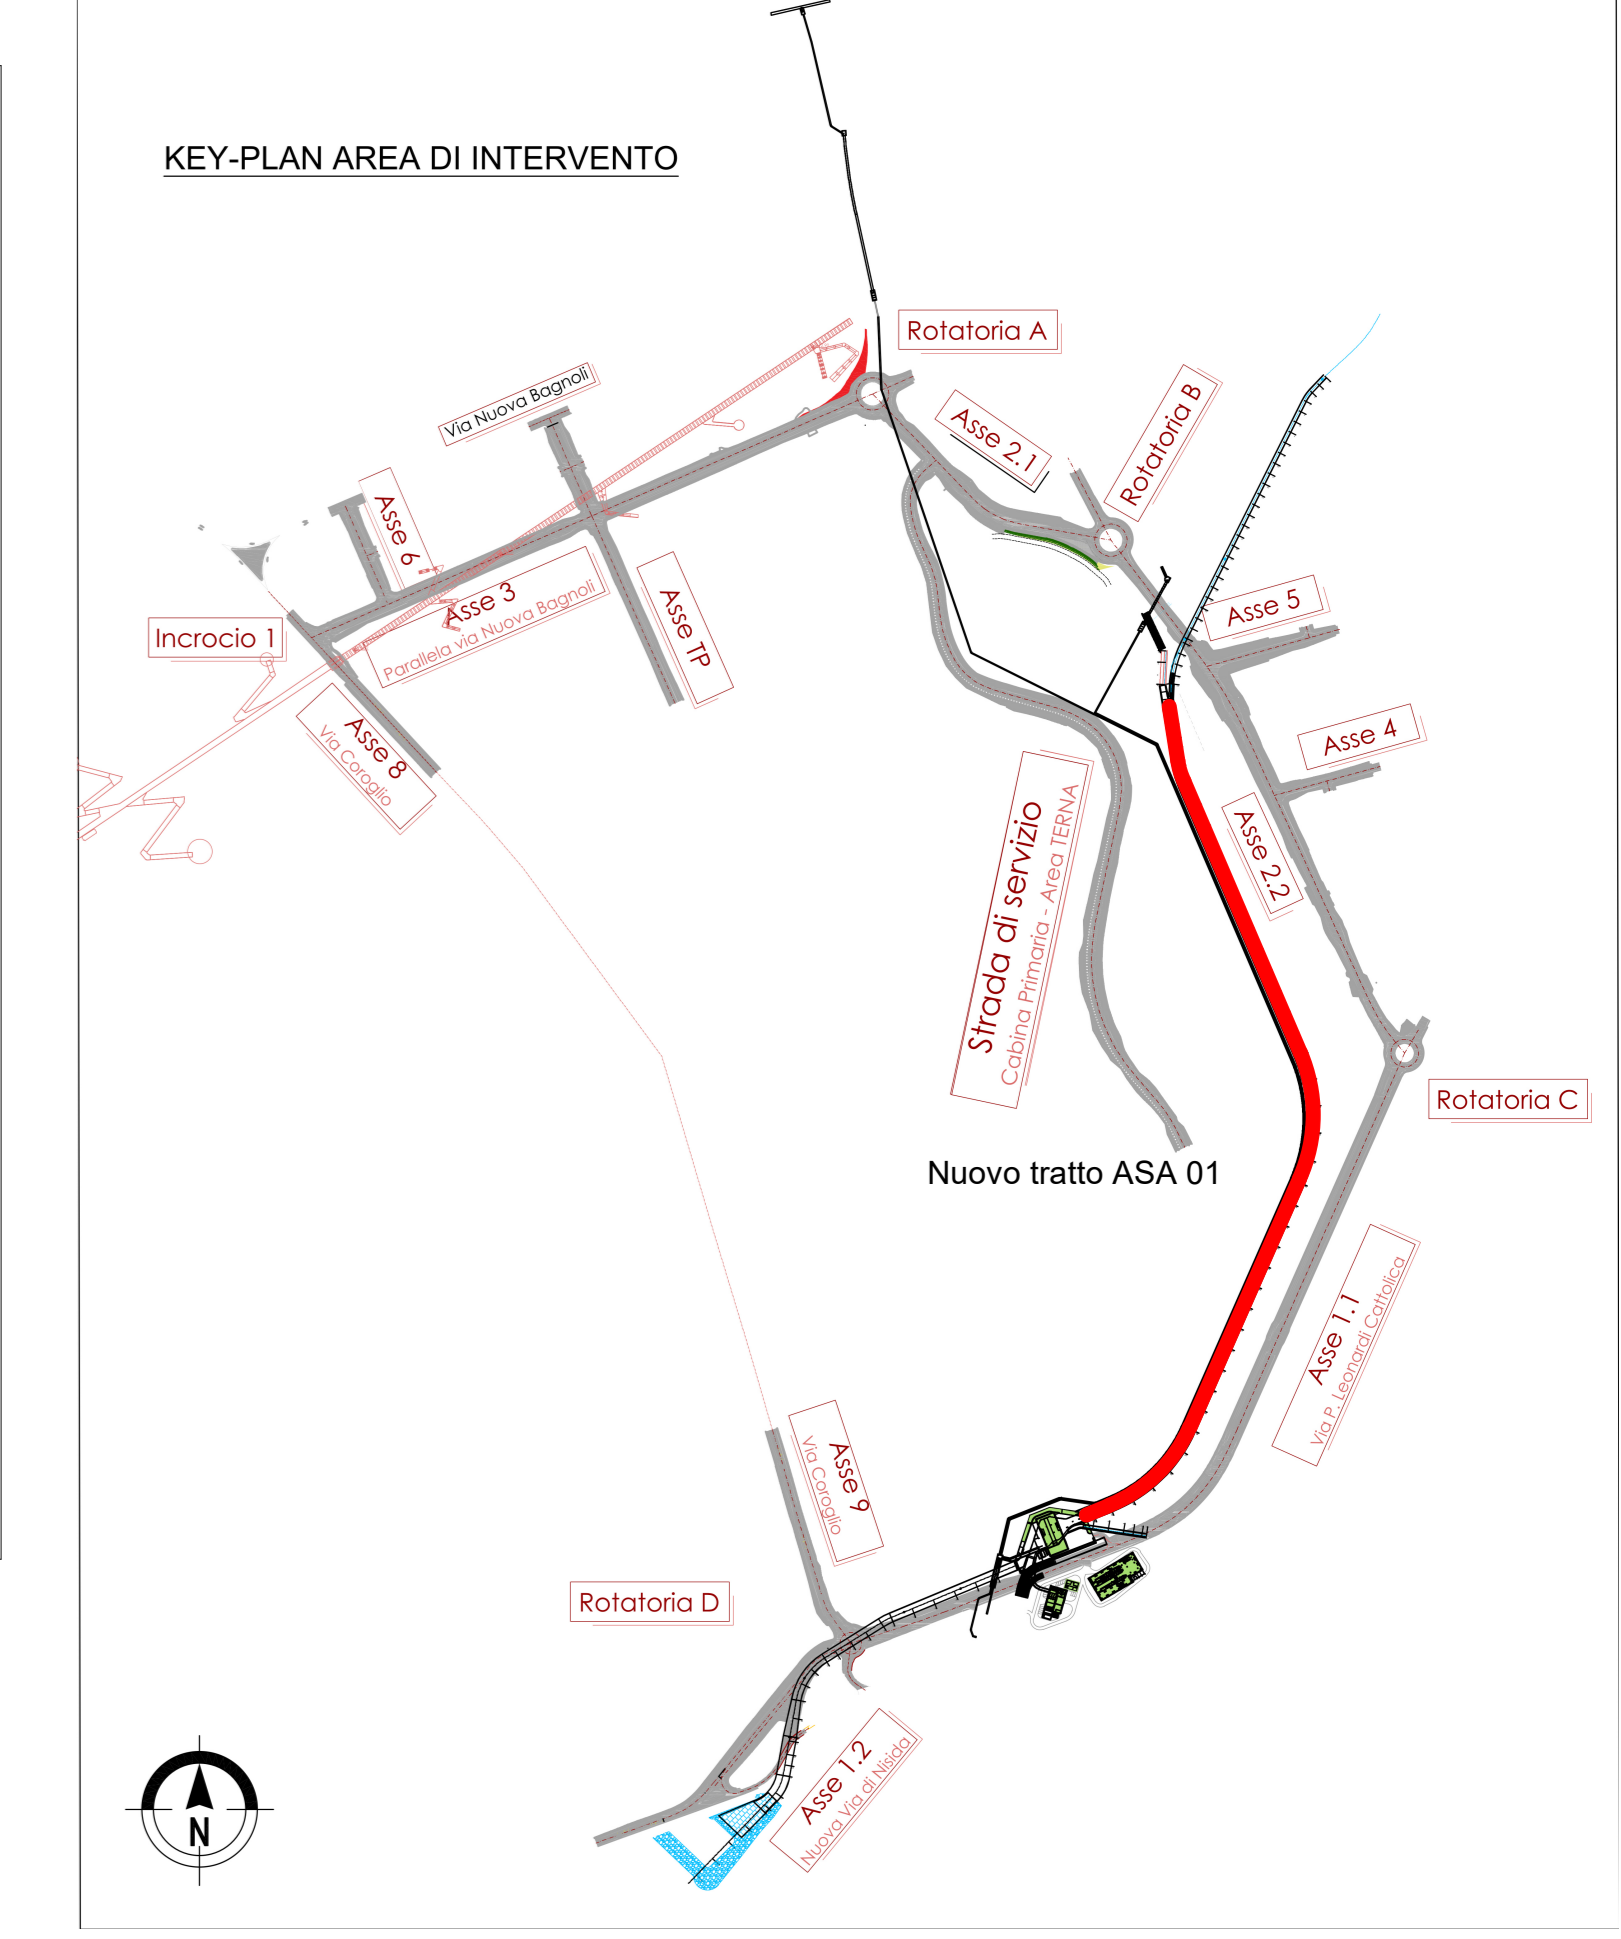 KEY-PLAN AREA DI INTERVENTO
Rotatoria A
Via Nuova Bagnoli
Asse 2.1
Rotatoria B
Asse 6
Asse 3
Parallela via Nuova Bagnoli
Asse TP
Asse 5
Incrocio 1
Asse 8
Via Coroglio
Asse 4
Strada di servizio
Cabina Primaria - Area TERNA
Asse 2.2
Rotatoria C
Nuovo tratto ASA 01
Asse 1.1
Via P. Leonardi Cattolica
Asse 9
Via Coroglio
Rotatoria D
Asse 1.2
Nuova Via di Nisida
N